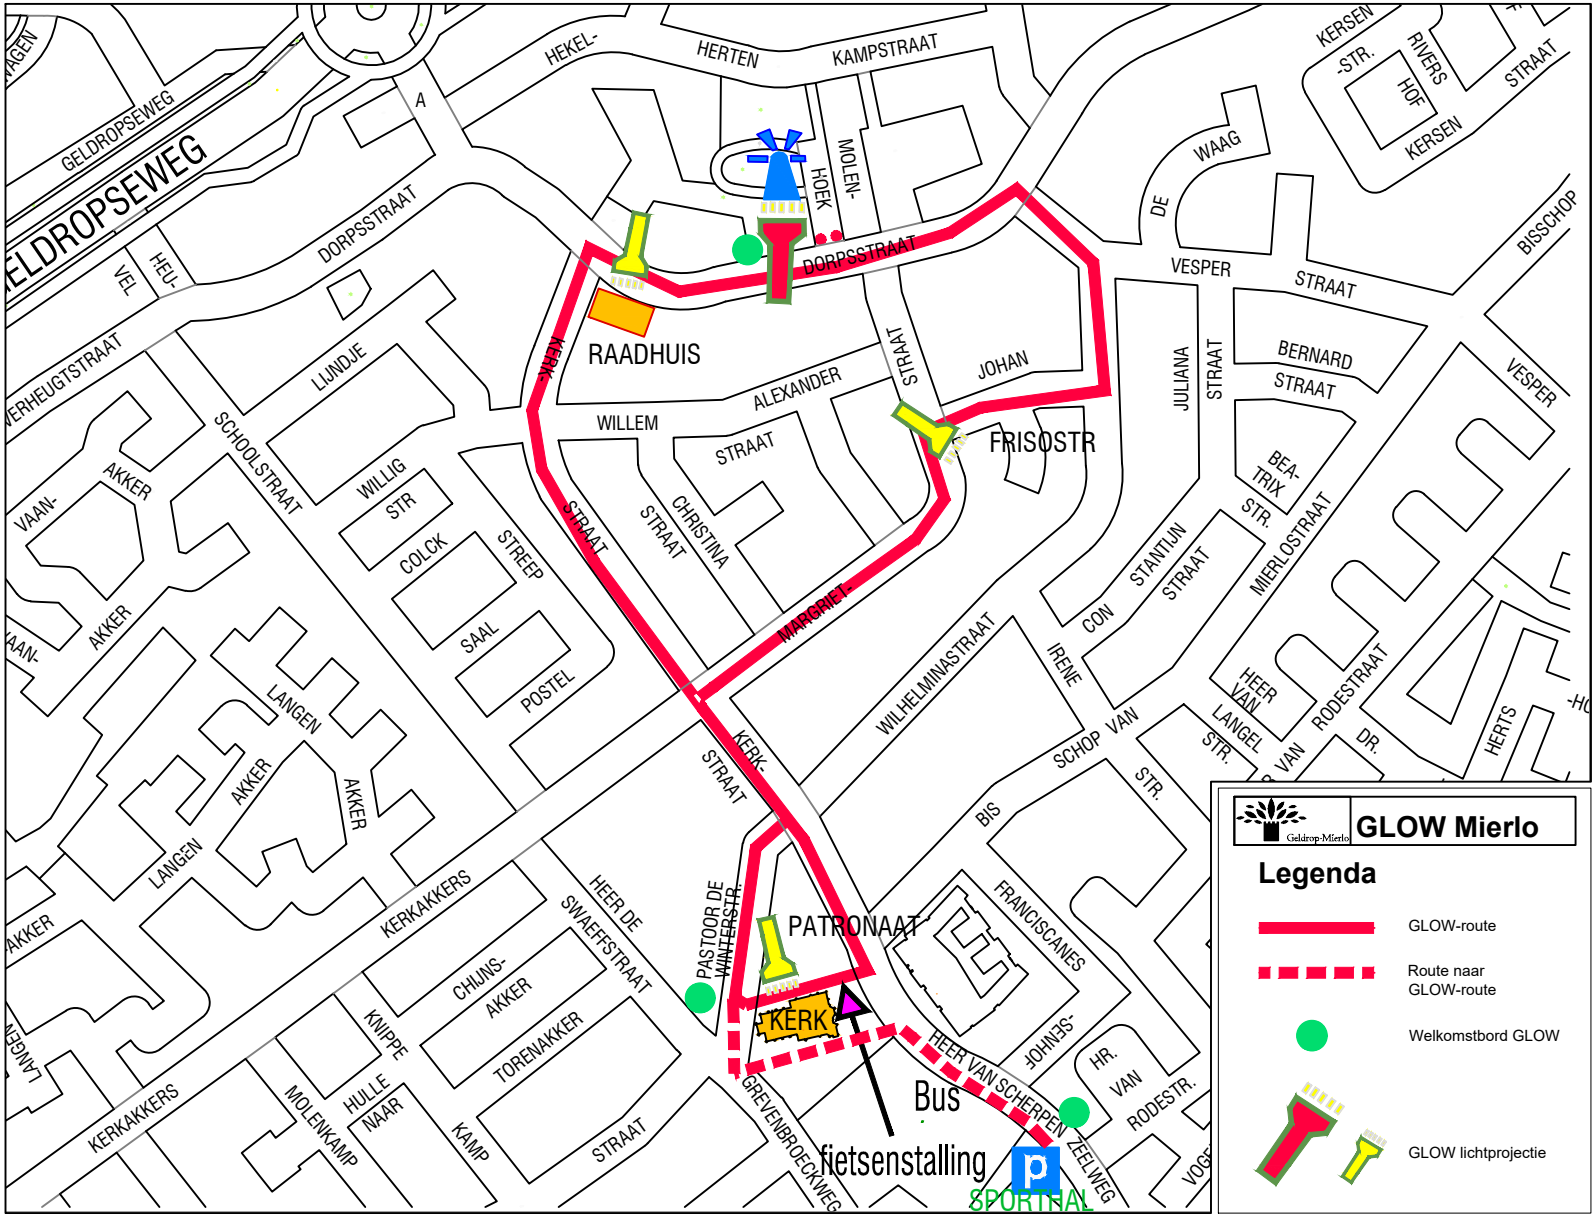 WAGEN
GELDROPSEWEG
GELDROPSEWEG
A
HEKEL-
HERTEN
KAMPSTRAAT
KERSEN
-STR.
RIVERS
HOF
STRAAT
KERSEN
WAAG
DE
BISSCHOP
MOLEN-
HOEK
DORPSSTRAAT
DORPSSTRAAT
VEL
HEU-
VESPER
STRAAT
VERHEUGTSTRAAT
LIJNDJE
KERK-
RAADHUIS
STRAAT
JOHAN
JULIANA
STRAAT
BERNARD
STRAAT
VESPER
ALEXANDER
WILLEM
STRAAT
FRISOSTR
SCHOOLSTRAAT
WILLIG
STR
AKKER
VAAN-
COLCK
STREEP
STRAAT
CHRISTINA
STRAAT
BEA-
TRIX
STR.
MIERLOSTRAAT
STANTIJN
STRAAT
CON
AKKER
VAAN-
SAAL
POSTEL
MARGRIET-
WILHELMINASTRAAT
IRENE
HEER
VAN
LANGEL
STR.
RODESTRAAT
R VAN
DR.
HERTS
-HO
LANGEN
AKKER
AKKER
LANGEN
KERK-
STRAAT
SCHOP VAN
STR.
BIS
KERKAKKERS
HEER DE
SWAEFFSTRAAT
PASTOOR DE
WINTERSTR.
PATRONAAT
FRANCISCANES
-SENHOF
AKKER
CHIJNS-
AKKER
KNIPPE
TORENAKKER
KERK
HEER VAN SCHERPEN
ZEELWEG
HR.
VAN
RODESTR.
LANGEN
KERKAKKERS
MOLENKAMP
HULLE
NAAR
KAMP
STRAAT
GREVENBROECKWEG
Bus
fietsenstalling
P
SPORTHAL
VOGE
Geldrop-Mierlo
GLOW Mierlo
Legenda
GLOW-route
Route naar
GLOW-route
Welkomstbord GLOW
GLOW lichtprojectie